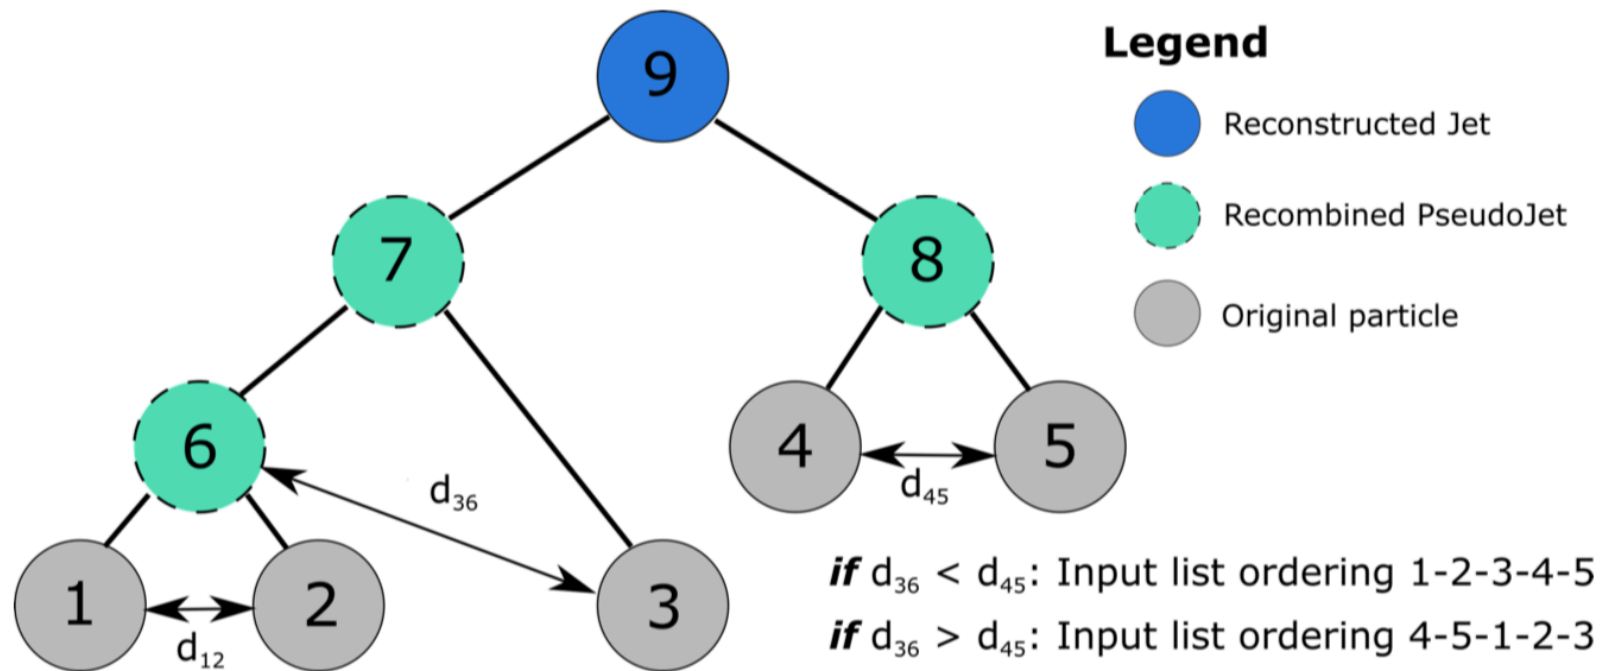 9
Legend
Reconstructed Jet
7
8
Recombined PseudoJet
Original particle
6
4
5
d36
d45
1
2
3
d12
if d36 < d45: Input list ordering 1-2-3-4-5
if d36 > d45: Input list ordering 4-5-1-2-3